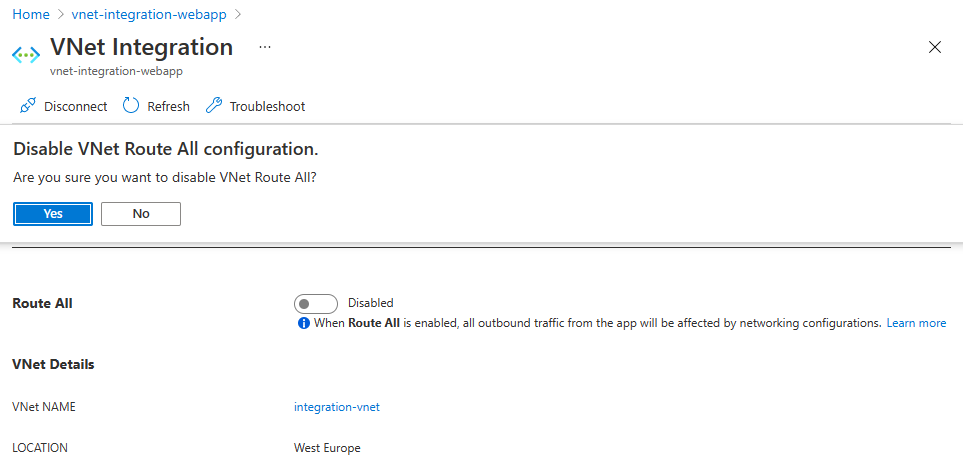 Home > vnet-integration-webapp >
VNet Integration ...
vnet-integration-webapp
Disconnect Refresh Troubleshoot
Disable VNet Route All configuration.
Are you sure you want to disable VNet Route All?
Yes No
Route All Disabled
When Route All is enabled, all outbound traffic from the app will be affected by networking configurations. Learn more
VNet Details
VNet NAME integration-vnet
LOCATION West Europe